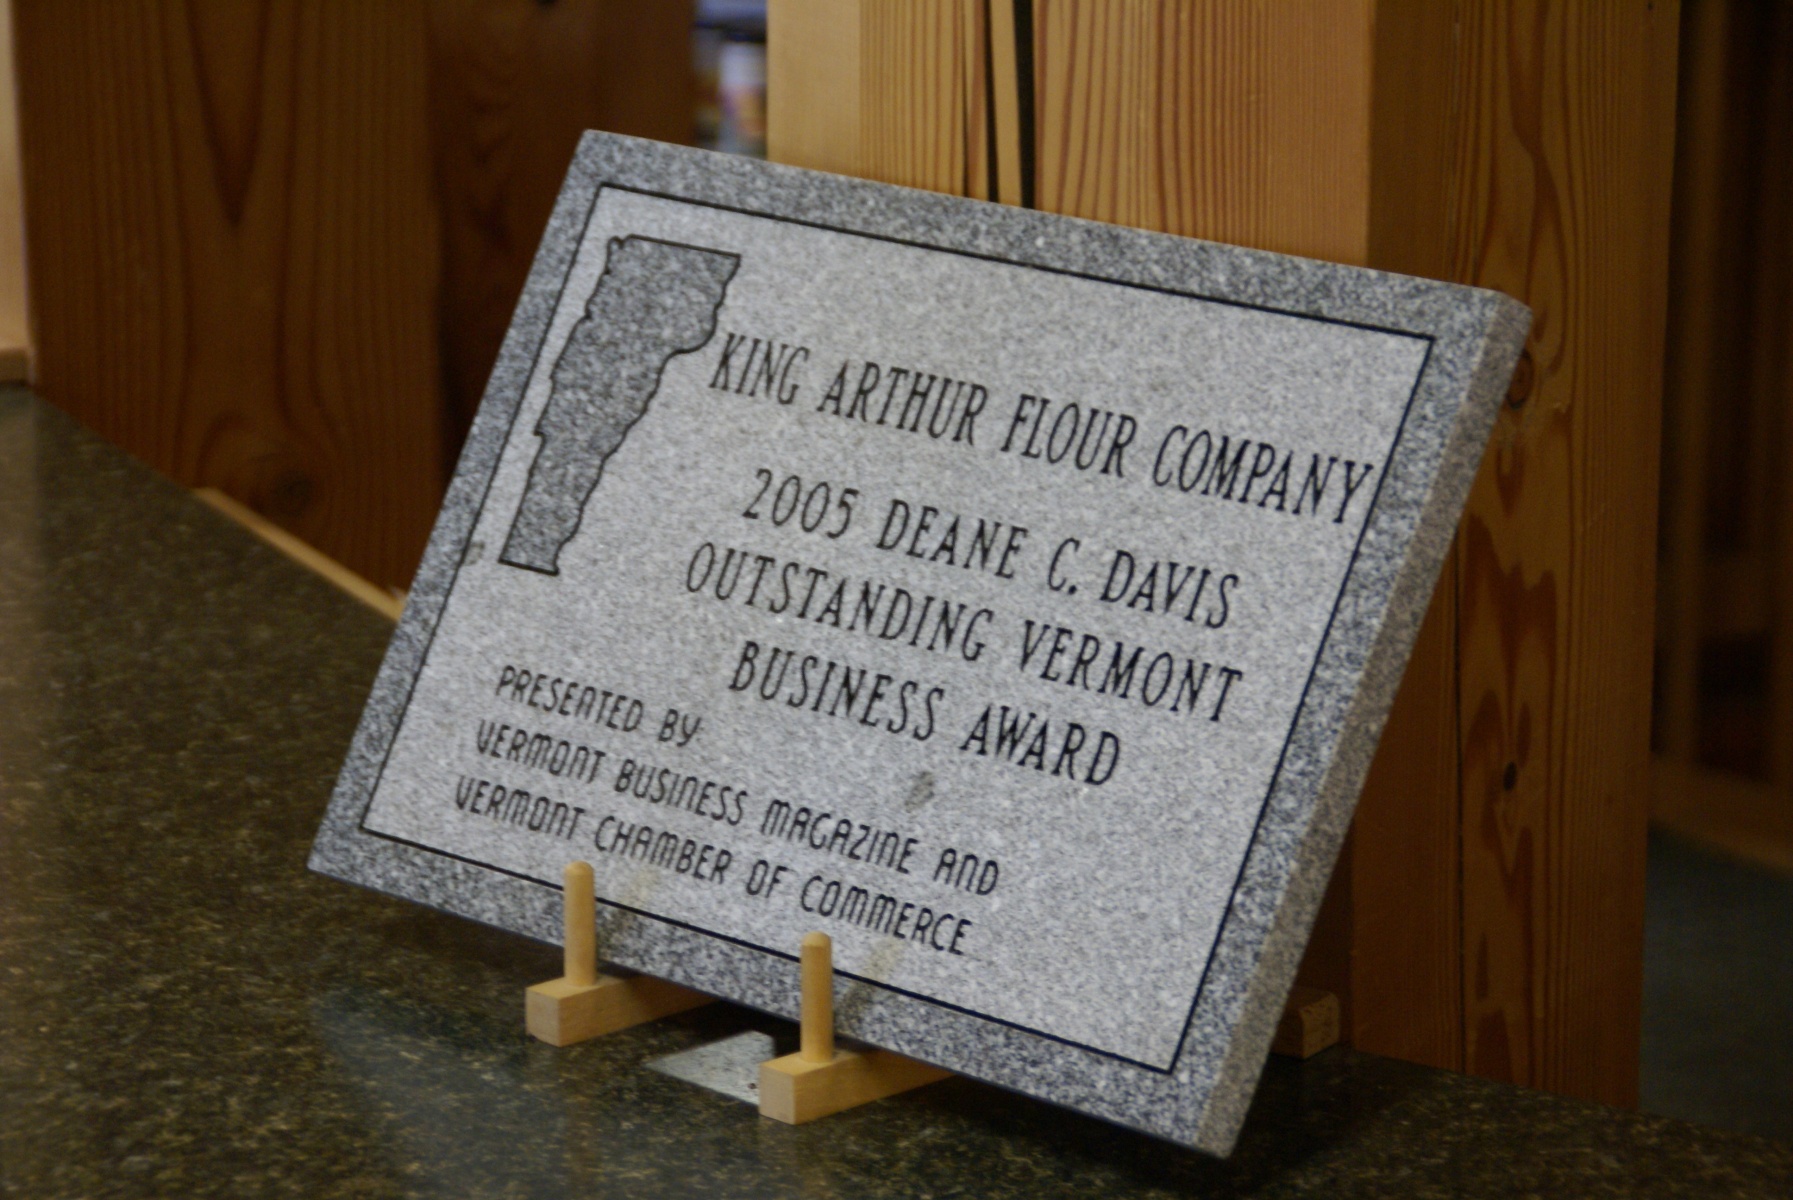 KING ARTHUR FLOUR COMPANY
2005 DEANE C. DAVIS
OUTSTANDING VERMONT
BUSINESS AWARD
PRESENTED BY
VERMONT BUSINESS MAGAZINE AND
VERMONT CHAMBER OF COMMERCE